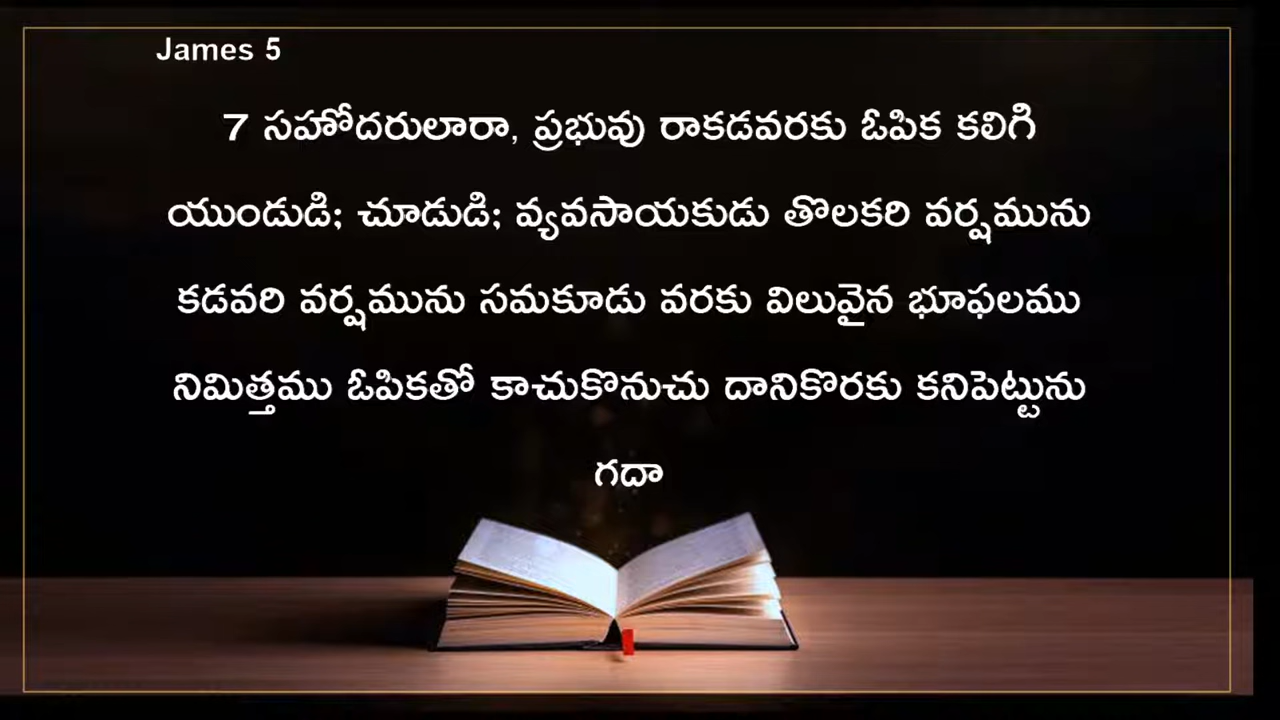 James 5
7 సహోదరులారా, ప్రభువు రాకడవరకు ఓపిక కలిగి
యుండుడి; చూడుడి; వ్యవసాయకుడు తొలకరి వర్షమును
కడవరి వర్షమును సమకూడు వరకు విలువైన భూఫలము
నిమిత్తము ఓపికతో కాచుకొనుచు దానికొరకు కనిపెట్టును
గదా